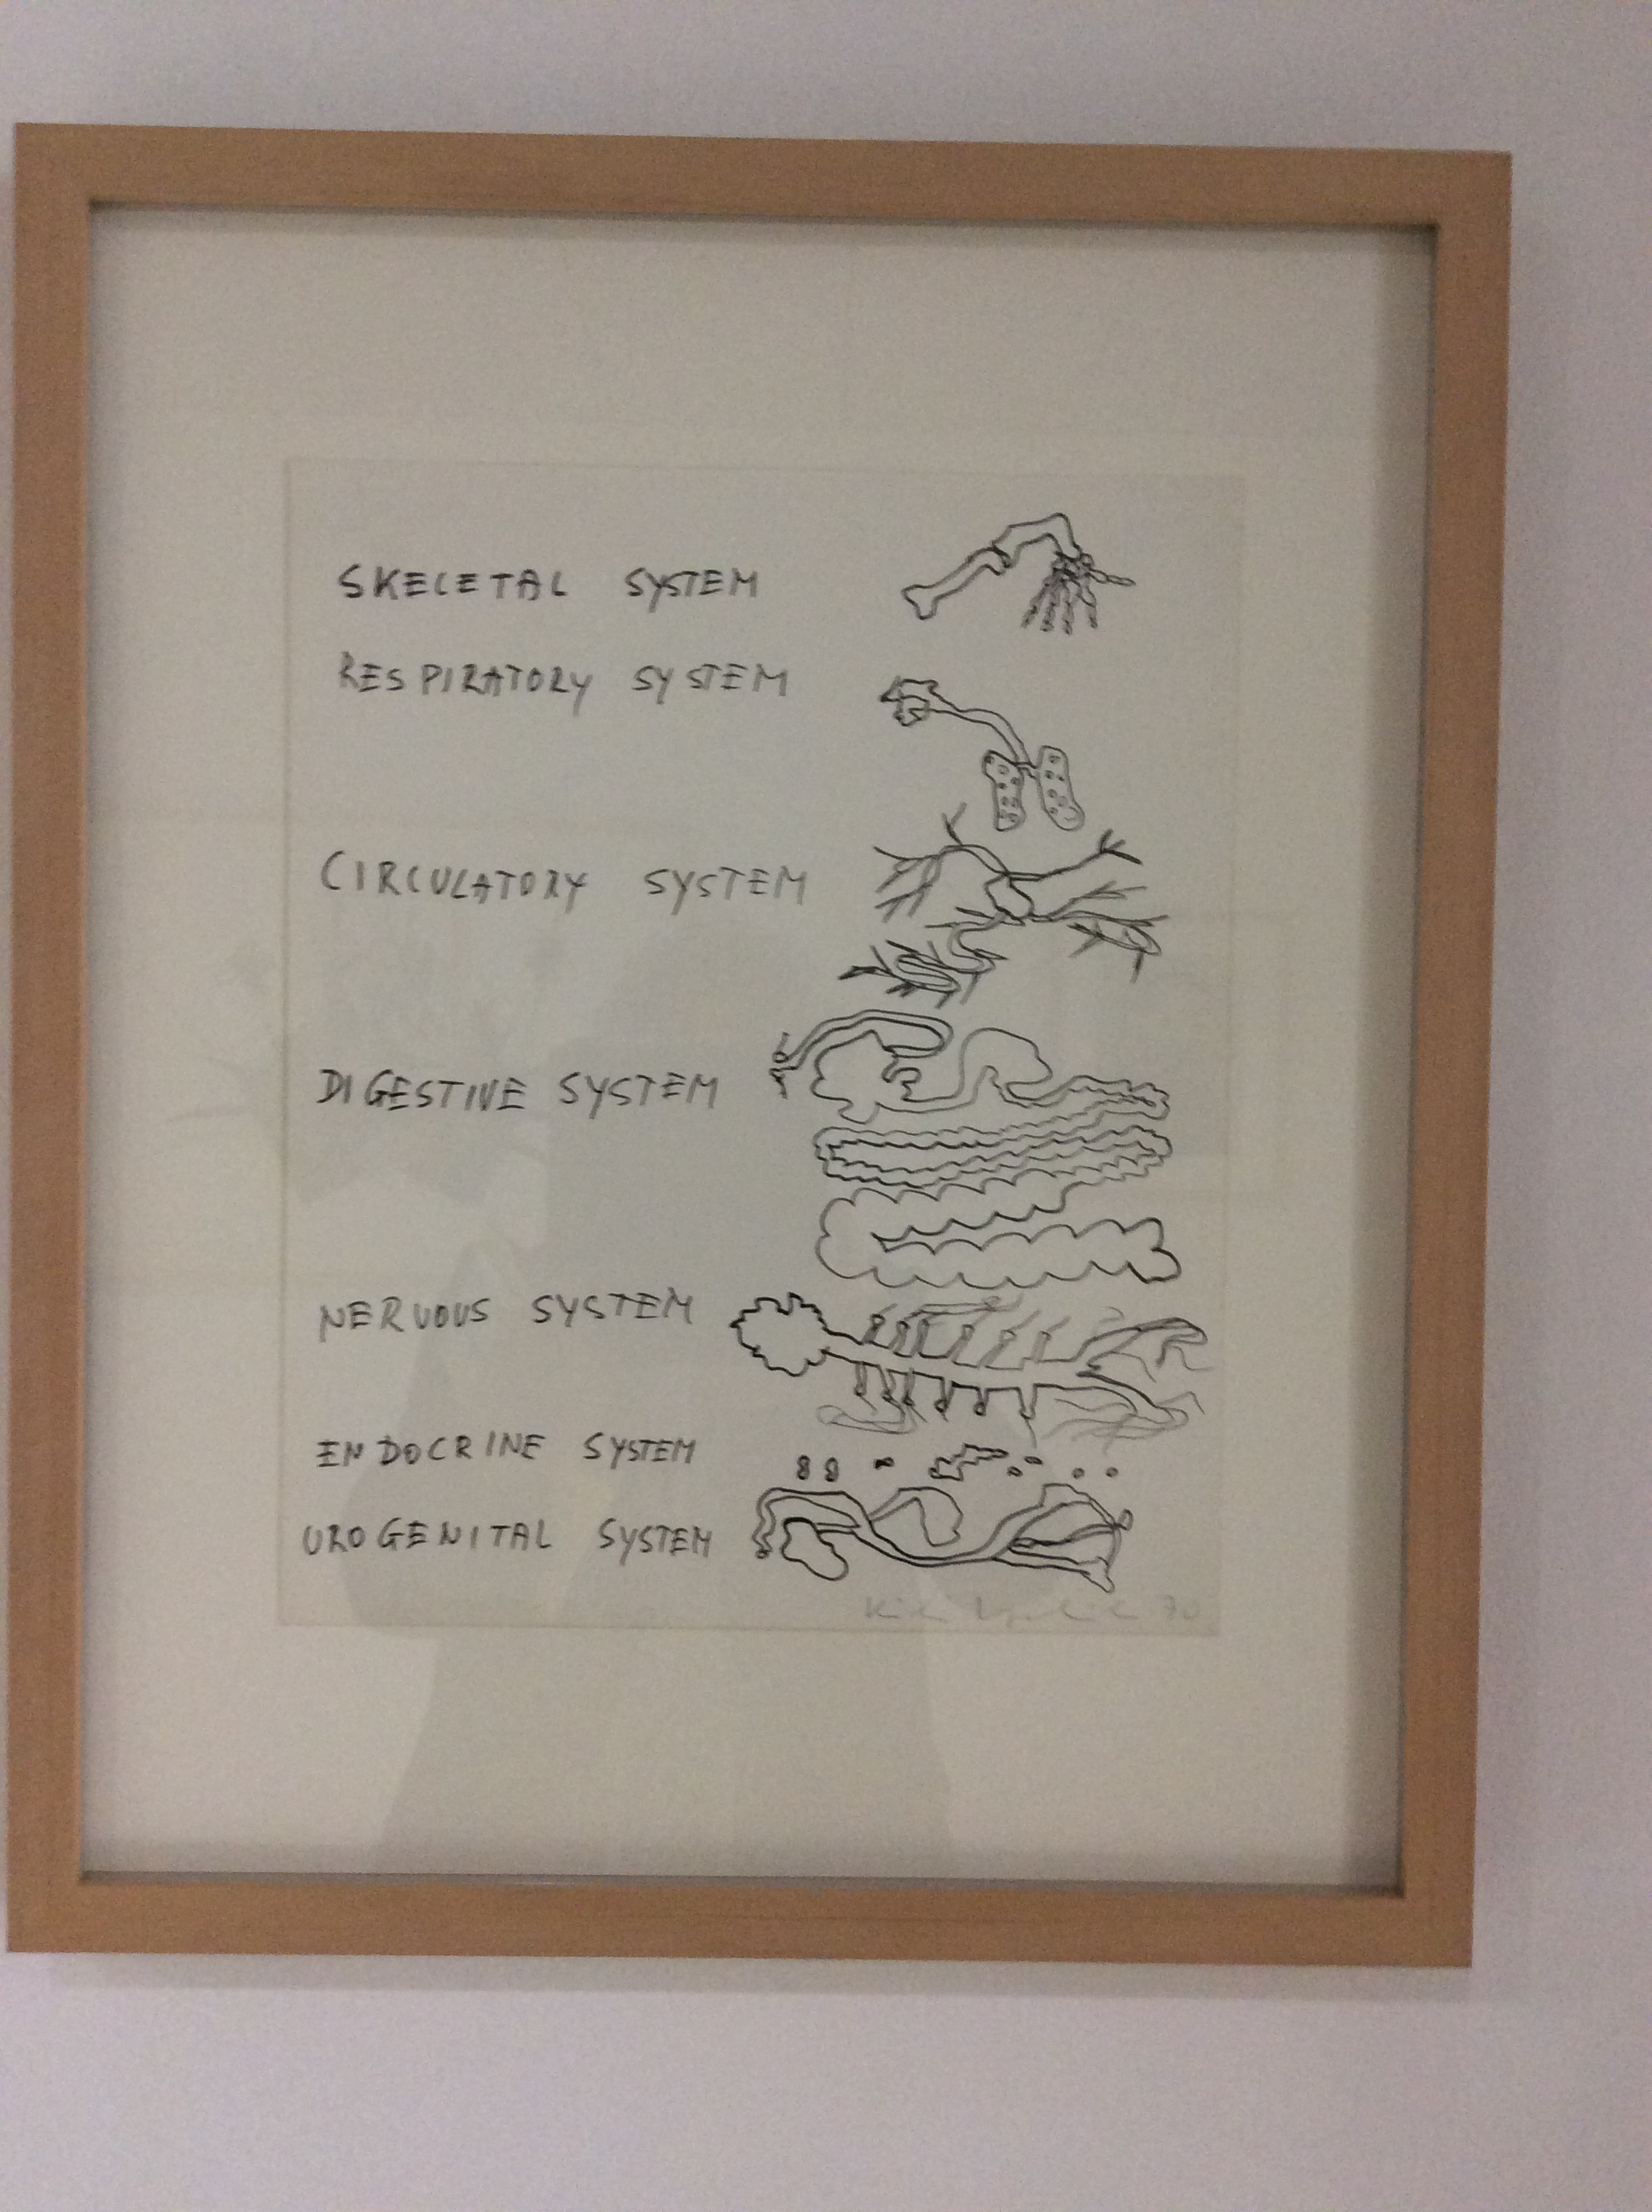 SKELETAL SYSTEM
RESPIRATORY SYSTEM
CIRCULATORY SYSTEM
DIGESTIVE SYSTEM
NERVOUS SYSTEM
ENDOCRINE SYSTEM
UROGENITAL SYSTEM